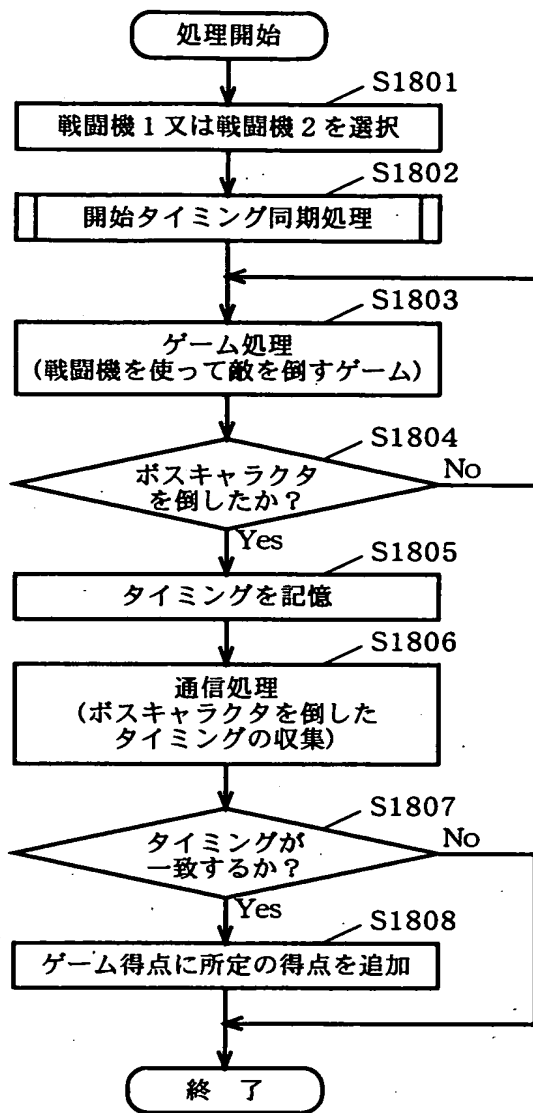 処理開始
S1801
戦闘機1又は戦闘機2を選択
S1802
開始タイミング同期処理
S1803
ゲーム処理
(戦闘機を使って敵を倒すゲーム)
S1804
ボスキャラクタ
を倒したか?
No
Yes
S1805
タイミングを記憶
S1806
通信処理
(ボスキャラクタを倒した
タイミングの収集)
S1807
タイミングが
一致するか?
No
Yes
S1808
ゲーム得点に所定の得点を追加
終 了